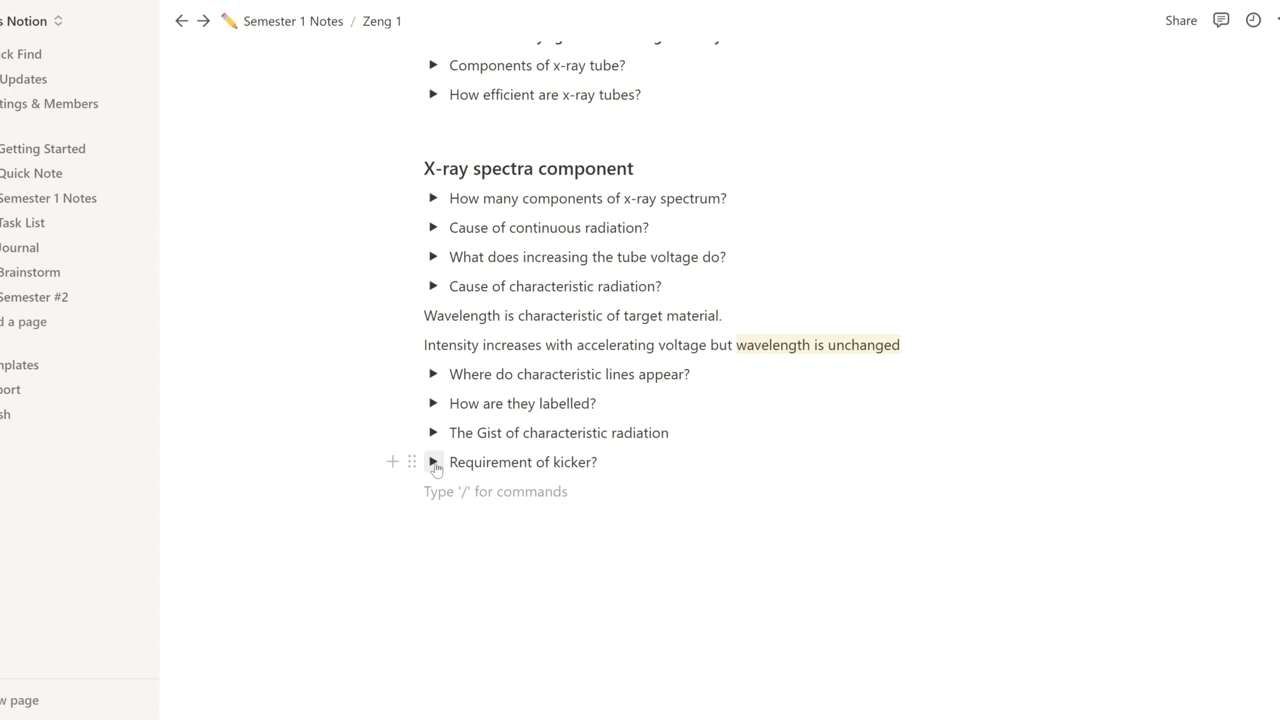 s Notion
Semester 1 Notes / Zeng 1
Share
ck Find
Updates
tings & Members
Getting Started
Quick Note
Semester 1 Notes
Task List
Journal
Brainstorm
Semester #2
d a page
nplates
port
sh
w page
Components of x-ray tube?
How efficient are x-ray tubes?
X-ray spectra component
How many components of x-ray spectrum?
Cause of continuous radiation?
What does increasing the tube voltage do?
Cause of characteristic radiation?
Wavelength is characteristic of target material.
Intensity increases with accelerating voltage but wavelength is unchanged
Where do characteristic lines appear?
How are they labelled?
The Gist of characteristic radiation
Requirement of kicker?
Type '/' for commands